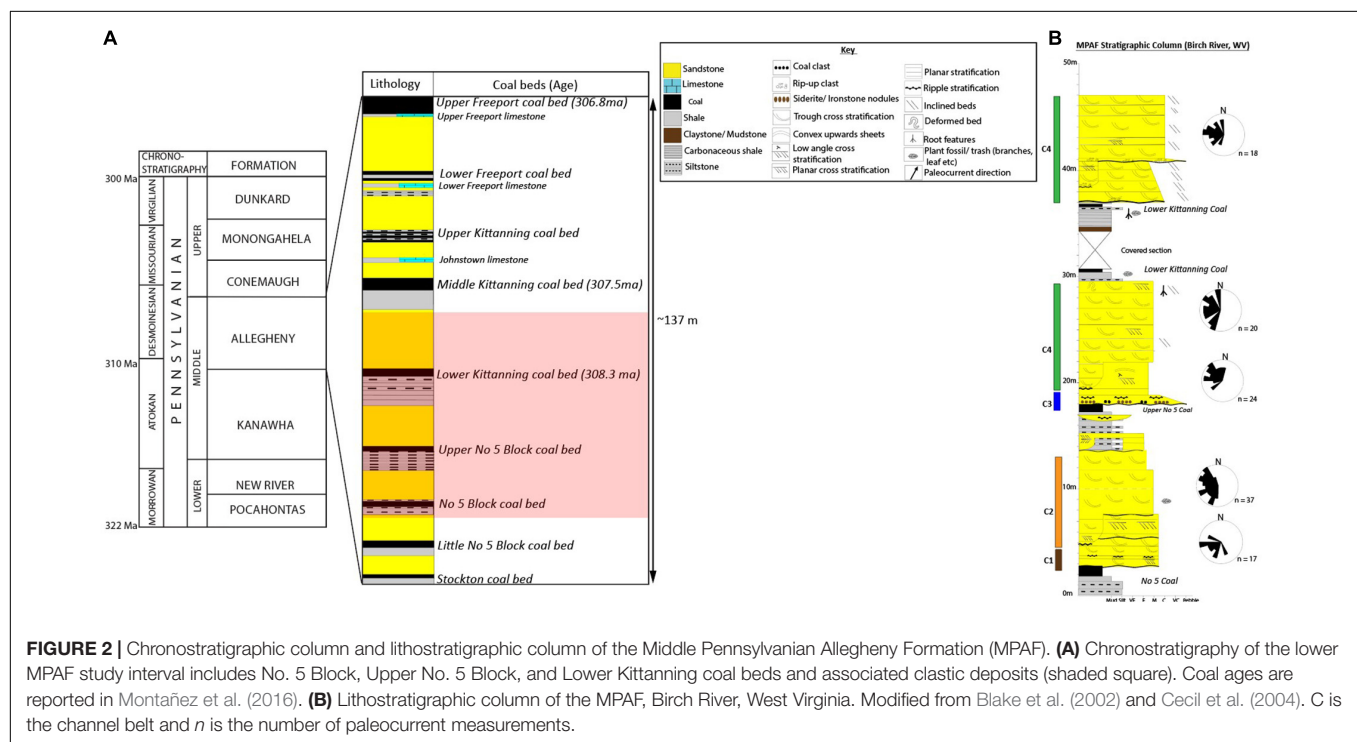 A
CHRONO-
STRATIGRAPHY
FORMATION
300 Ma
310 Ma
322 Ma
VIRGILIAN
MISSOURIAN
DESMOINESIAN
ATOKAN
MORROWAN
PENNSYLVANIAN
UPPER
MIDDLE
LOWER
DUNKARD
MONONGAHELA
CONEMAUGH
ALLEGHENY
KANAWHA
NEW RIVER
POCAHONTAS
Lithology
Coal beds (Age)
Upper Freeport coal bed (306.8ma)
Upper Freeport limestone
Lower Freeport coal bed
Lower Freeport limestone
Upper Kittanning coal bed
Johnstown limestone
Middle Kittanning coal bed (307.5ma)
Lower Kittanning coal bed (308.3 ma)
Upper No 5 Block coal bed
No 5 Block coal bed
Little No 5 Block coal bed
Stockton coal bed
~137 m
Key
Sandstone
Limestone
Coal
Shale
Claystone/ Mudstone
Carbonaceous shale
Siltstone
Coal clast
Rip-up clast
Siderite/ Ironstone nodules
Trough cross stratification
Convex upwards sheets
Low angle cross
stratification
Planar cross stratification
Planar stratification
Ripple stratification
Inclined beds
Deformed bed
Root features
Plant fossil/ trash (branches,
leaf etc)
Paleocurrent direction
B
MPAF Stratigraphic Column (Birch River, WV)
50m
C4
40m
N
n = 18
Lower Kittanning Coal
Covered section
Lower Kittanning Coal
30m
N
n = 20
C4
N
n = 24
20m
C3
Upper No 5 Coal
C2
10m
N
n = 37
N
n = 17
C1
No 5 Coal
0m
Mud Silt VF F M C VC Pebble
FIGURE 2 | Chronostratigraphic column and lithostratigraphic column of the Middle Pennsylvanian Allegheny Formation (MPAF). (A) Chronostratigraphy of the lower
MPAF study interval includes No. 5 Block, Upper No. 5 Block, and Lower Kittanning coal beds and associated clastic deposits (shaded square). Coal ages are
reported in Montañez et al. (2016). (B) Lithostratigraphic column of the MPAF, Birch River, West Virginia. Modified from Blake et al. (2002) and Cecil et al. (2004). C is
the channel belt and n is the number of paleocurrent measurements.